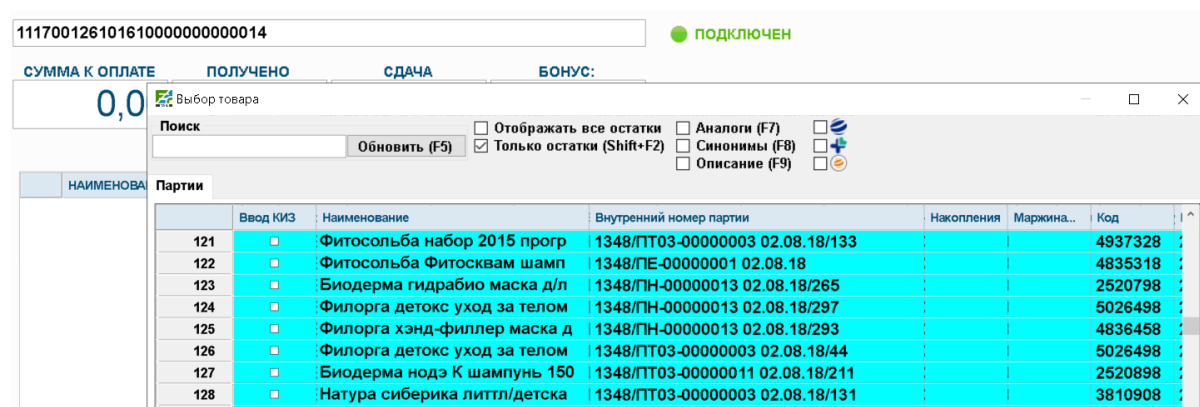 111700126101610000000000014
ПОДКЛЮЧЕН
СУММА К ОПЛАТЕ ПОЛУЧЕНО СДАЧА БОНУС:
0,0
Выбор товара
Поиск
Обновить (F5)
Отображать все остатки
Только остатки (Shift+F2)
Аналоги (F7)
Синонимы (F8)
Описание (F9)
НАИМЕНОВА
Партии
Ввод КИЗ Наименование Внутренний номер партии Накопления Маржина... Код
121 Фитосольба набор 2015 прогр 1348/ПТ03-00000003 02.08.18/133 4937328
122 Фитосольба Фитосквам шамп 1348/ПЕ-00000001 02.08.18 4835318
123 Биодерма гидрабио маска д/л 1348/ПН-00000013 02.08.18/265 2520798
124 Филорга детокс уход за телом 1348/ПН-00000013 02.08.18/297 5026498
125 Филорга хэнд-филлер маска д 1348/ПН-00000013 02.08.18/293 4836458
126 Филорга детокс уход за телом 1348/ПТ03-00000003 02.08.18/44 5026498
127 Биодерма нодэ К шампунь 150 1348/ПТ03-00000011 02.08.18/211 2520898
128 Натура сиберика литтл/детска 1348/ПТ03-00000003 02.08.18/131 3810908